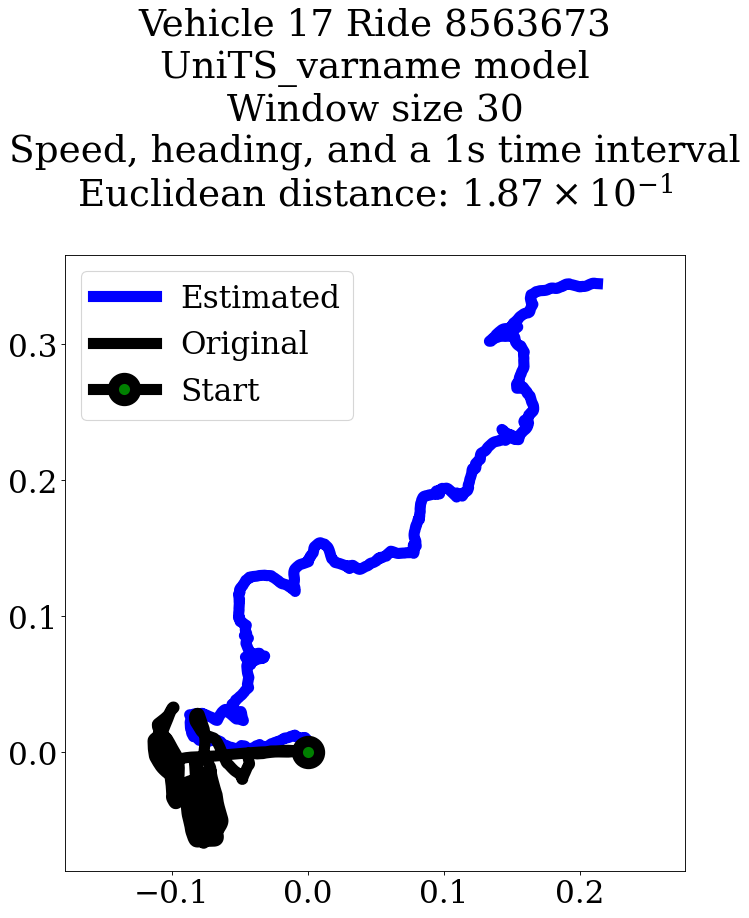 Vehicle 17 Ride 8563673
UniTS_varname model
Window size 30
Speed, heading, and a 1s time interval
Euclidean distance: 1.87 × 10⁻¹
Estimated
Original
Start
0.3
0.2
0.1
0.0
−0.1 0.0 0.1 0.2